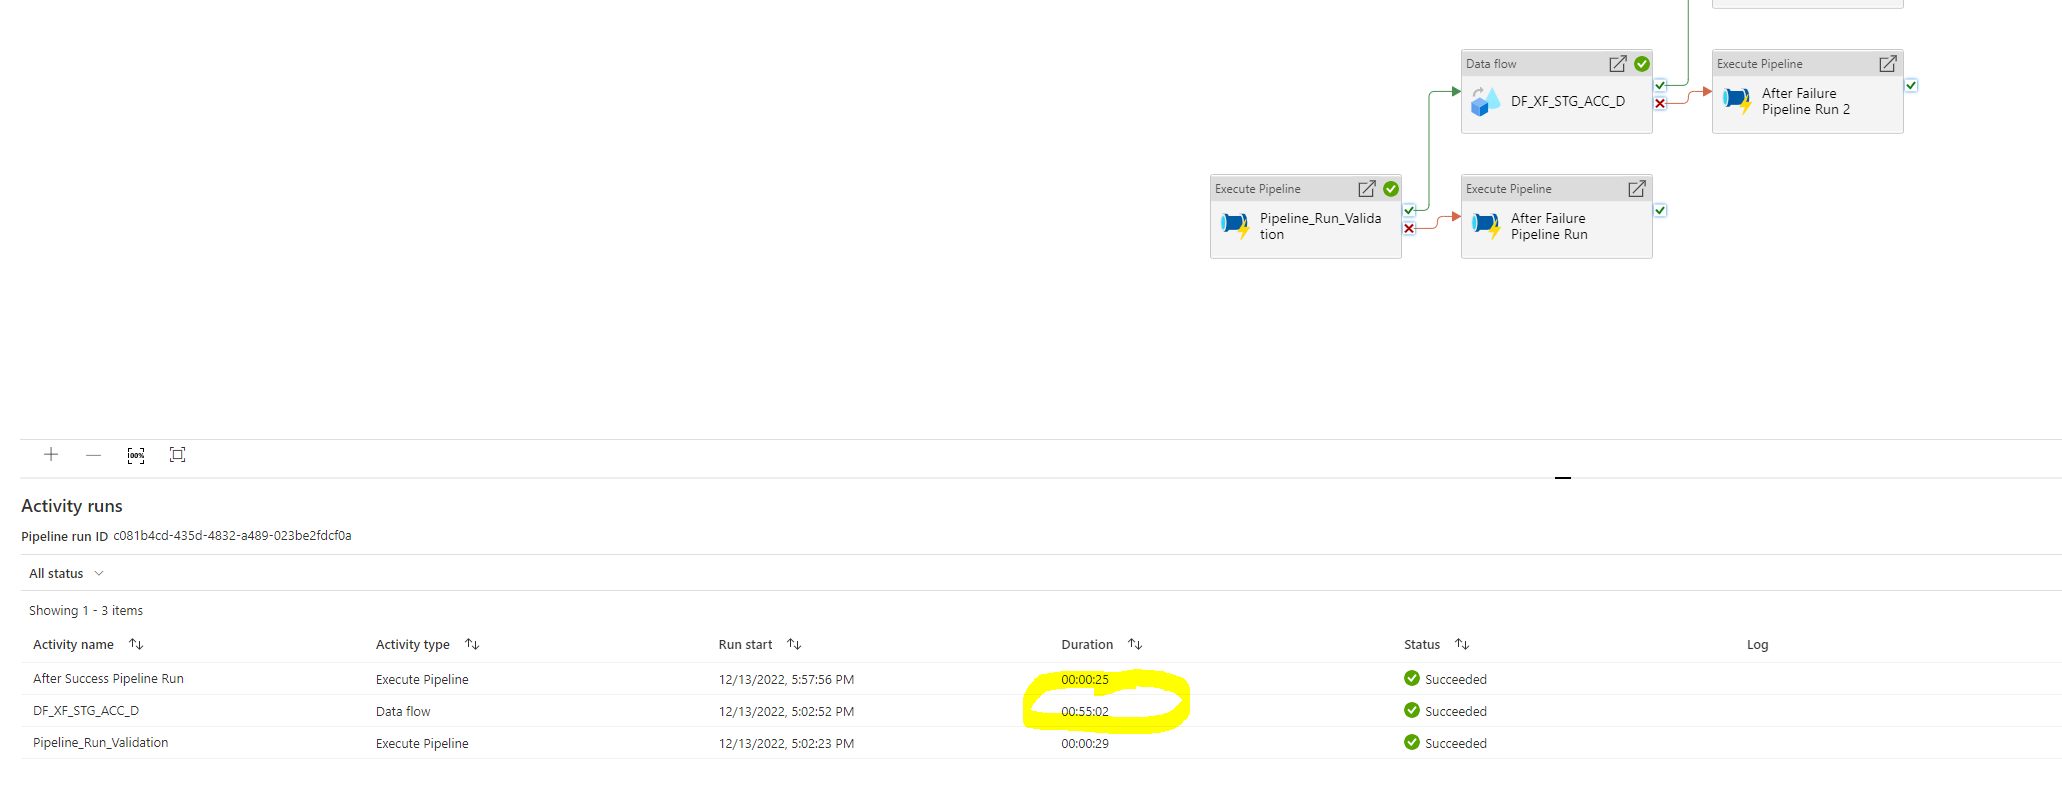 Data flow
DF_XF_STG_ACC_D
Execute Pipeline
After Failure
Pipeline Run 2
Execute Pipeline
Pipeline_Run_Valida
tion
Execute Pipeline
After Failure
Pipeline Run
100%
Activity runs
Pipeline run ID c081b4cd-435d-4832-a489-023be2fdcf0a
All status
Showing 1 - 3 items
Activity name Activity type Run start Duration Status Log
After Success Pipeline Run Execute Pipeline 12/13/2022, 5:57:56 PM 00:00:25 Succeeded
DF_XF_STG_ACC_D Data flow 12/13/2022, 5:02:52 PM 00:55:02 Succeeded
Pipeline_Run_Validation Execute Pipeline 12/13/2022, 5:02:23 PM 00:00:29 Succeeded